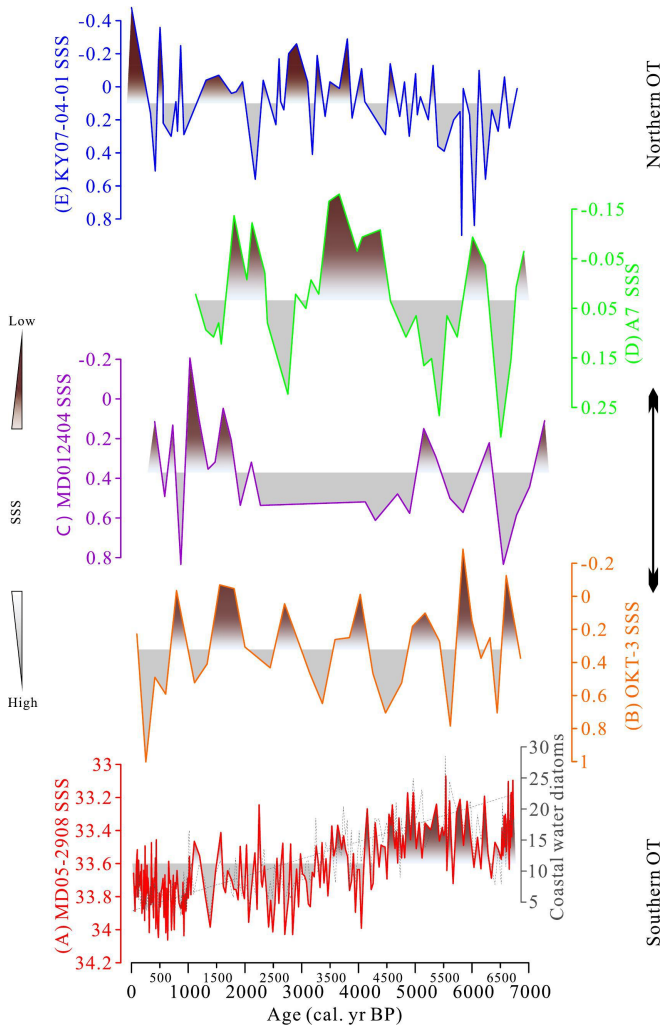 -0.4
-0.2
0
0.2
0.4
0.6
0.8
(E) KY07-04-01 SSS
Northern OT
-0.15
-0.05
0.05
0.15
0.25
(D) A7 SSS
Low
SSS
High
-0.2
0
0.2
0.4
0.6
0.8
C) MD012404 SSS
-0.2
0
0.2
0.4
0.6
0.8
1
(B) OKT-3 SSS
33
33.2
33.4
33.6
33.8
34
34.2
(A) MD05-2908 SSS
30
25
20
15
10
5
Coastal water diatoms
Southern OT
500 1500 2500 3500 4500 5500 6500
0 1000 2000 3000 4000 5000 6000 7000
Age (cal. yr BP)